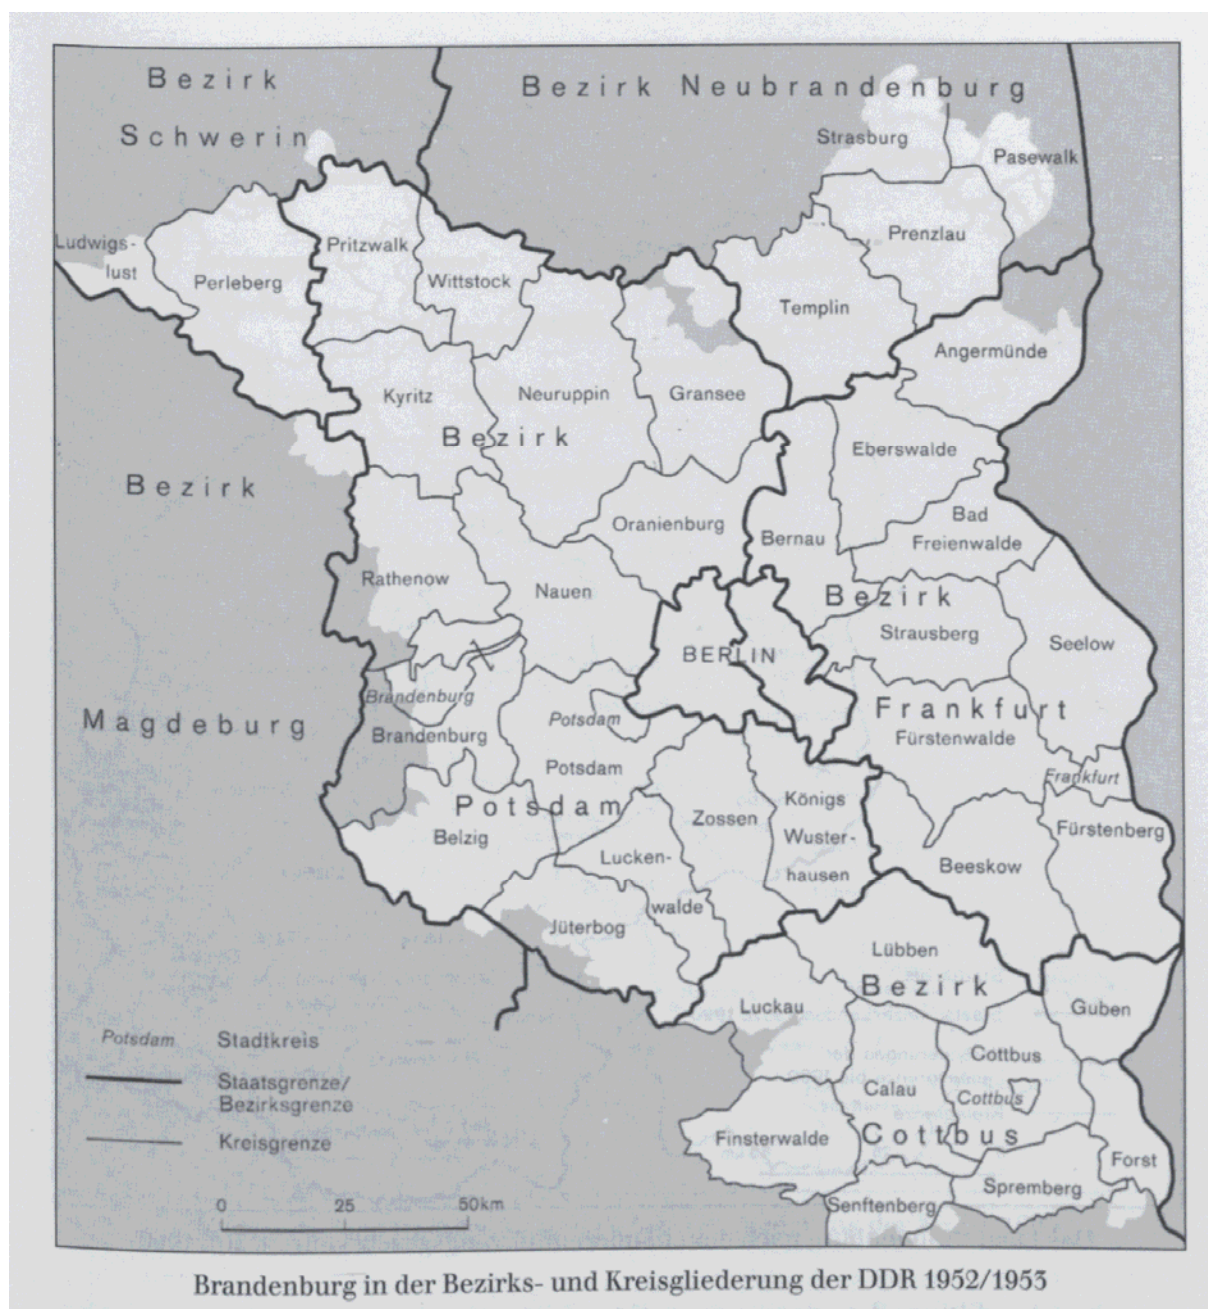 Bezirk
Schwerin
Bezirk Neubrandenburg
Strasburg
Pasewalk
Ludwigs-
lust
Perleberg
Pritzwalk
Wittstock
Prenzlau
Templin
Angermünde
Kyritz
Neuruppin
Gransee
Bezirk
Eberswalde
Bezirk
Magdeburg
Oranienburg
Bernau
Bad
Freienwalde
Rathenow
Nauen
Bezirk
Strausberg
Seelow
BERLIN
Brandenburg
Brandenburg
Potsdam
Potsdam
Potsdam
Frankfurt
Fürstenwalde
Frankfurt
Fürstenberg
Belzig
Zossen
Königs
Wuster-
hausen
Beeskow
Lucken-
walde
Jüterbog
Lübben
Bezirk
Luckau
Guben
Cottbus
Calau
Cottbus
Cottbus
Finsterwalde
Forst
Spremberg
Senftenberg
Potsdam Stadtkreis
Staatsgrenze/
Bezirksgrenze
Kreisgrenze
0 25 50km
Brandenburg in der Bezirks- und Kreisgliederung der DDR 1952/1953